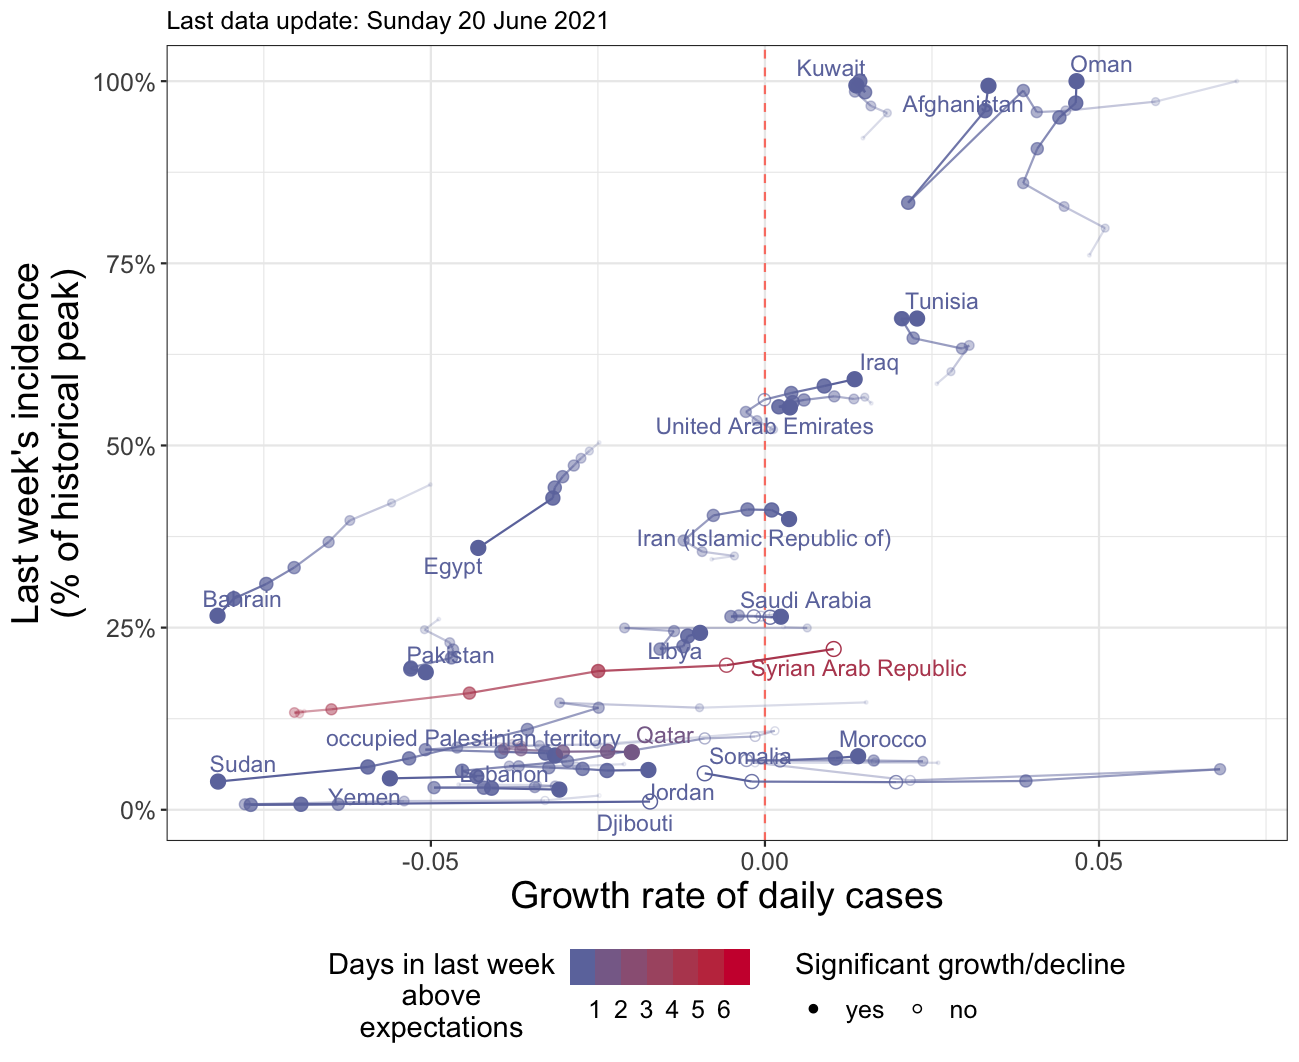 Last data update: Sunday 20 June 2021
Last week's incidence
(% of historical peak)
100%
75%
50%
25%
0%
Kuwait
Oman
Afghanistan
Tunisia
Iraq
United Arab Emirates
Iran (Islamic Republic of)
Egypt
Bahrain
Saudi Arabia
Libya
Pakistan
Syrian Arab Republic
occupied Palestinian territory
Qatar
Morocco
Somalia
Sudan
Lebanon
Yemen
Jordan
Djibouti
-0.05
0.00
0.05
Growth rate of daily cases
Days in last week
above
expectations
1 2 3 4 5 6
Significant growth/decline
yes
no